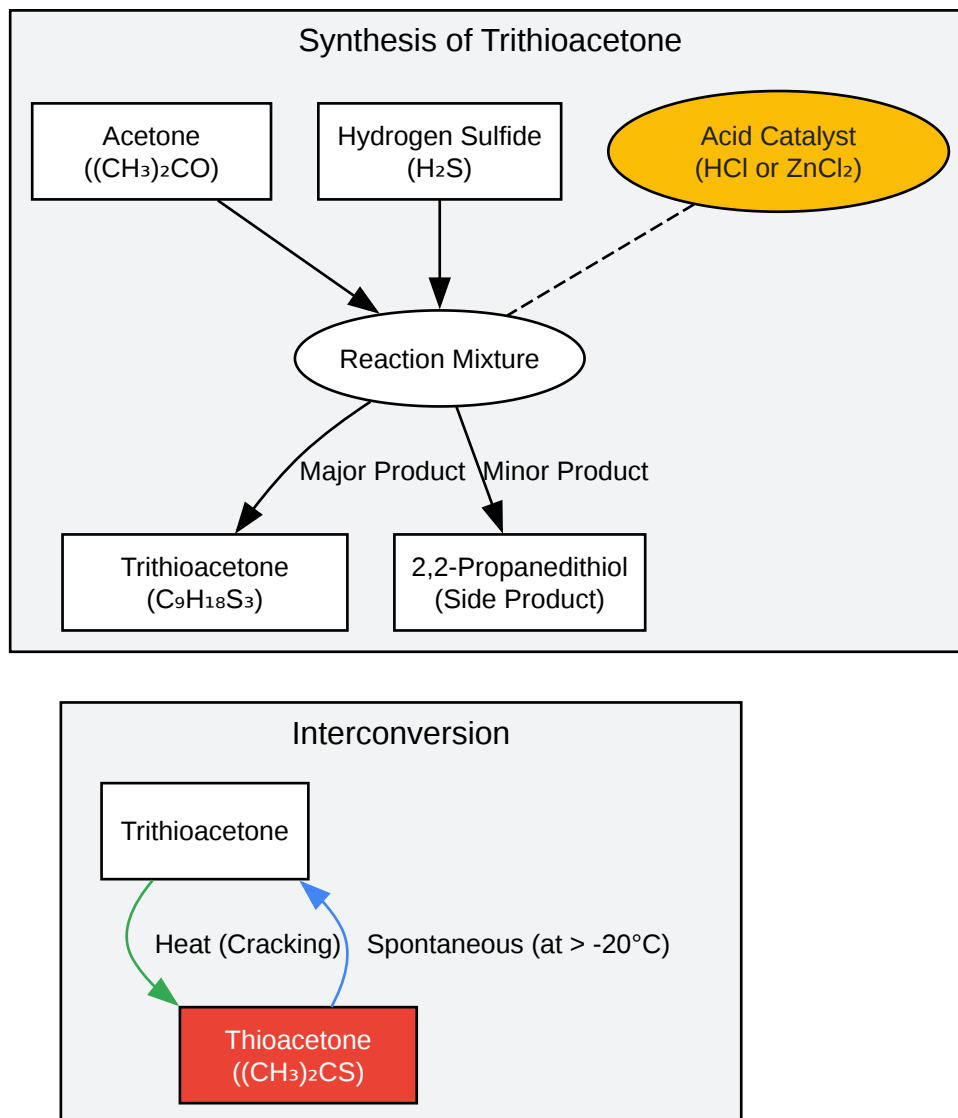 Synthesis of Trithioacetone
Acetone
((CH₃)₂CO)
Hydrogen Sulfide
(H₂S)
Acid Catalyst
(HCl or ZnCl₂)
Reaction Mixture
Major Product
Minor Product
Trithioacetone
(C₉H₁₈S₃)
2,2-Propanedithiol
(Side Product)
Interconversion
Trithioacetone
Heat (Cracking)
Spontaneous (at > -20°C)
Thioacetone
((CH₃)₂CS)